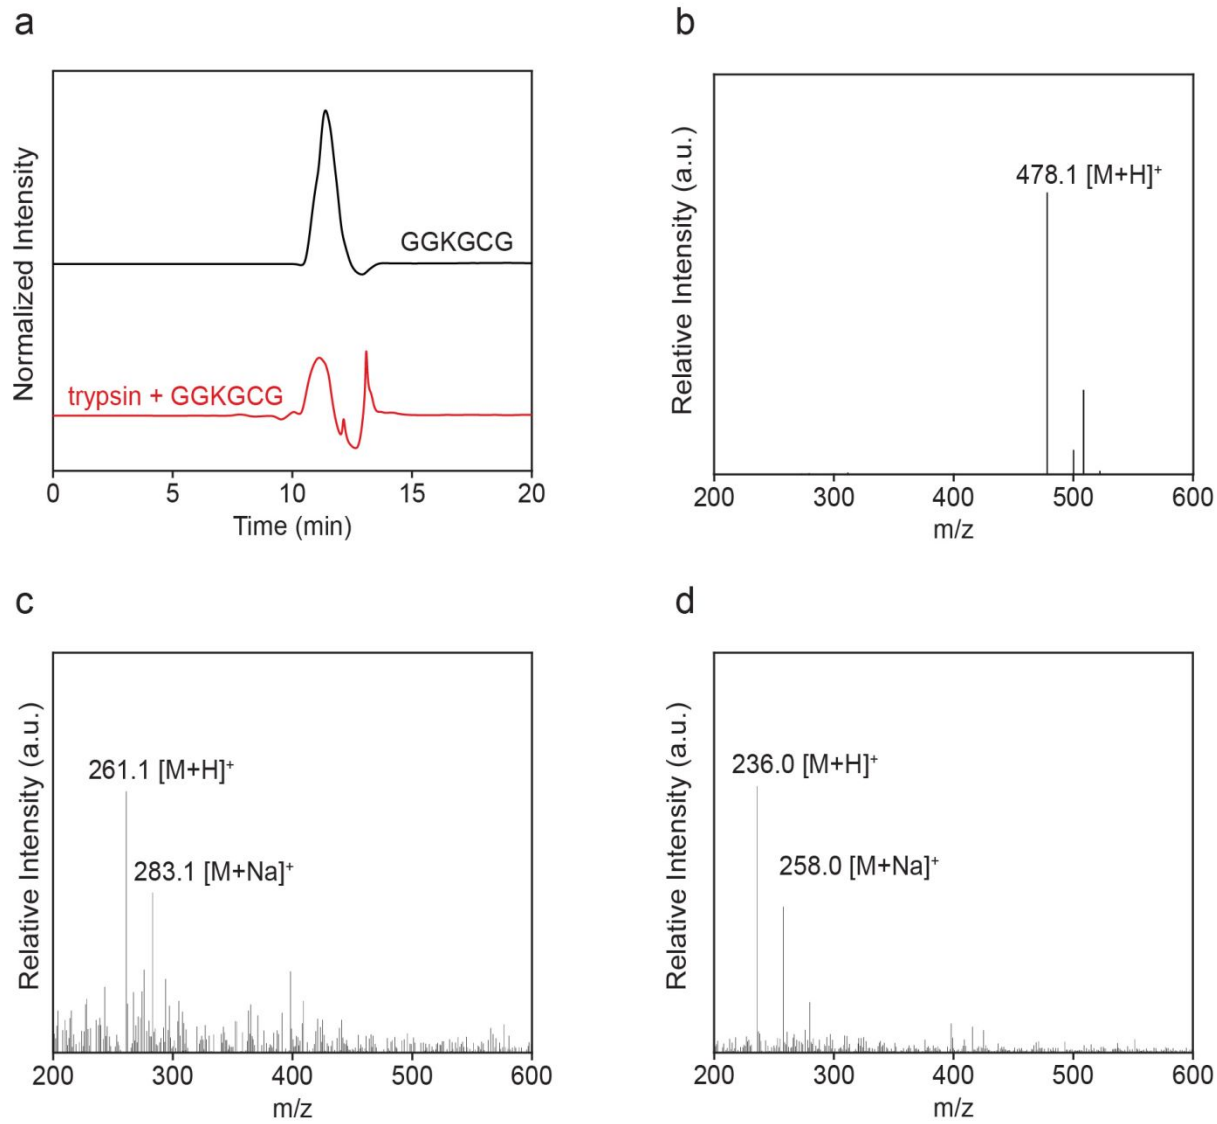 a
Normalized Intensity
GGKGCG
trypsin + GGKGCG
0 5 10 15 20
Time (min)
b
Relative Intensity (a.u.)
478.1 [M+H]⁺
200 300 400 500 600
m/z
c
Relative Intensity (a.u.)
261.1 [M+H]⁺
283.1 [M+Na]⁺
200 300 400 500 600
m/z
d
Relative Intensity (a.u.)
236.0 [M+H]⁺
258.0 [M+Na]⁺
200 300 400 500 600
m/z